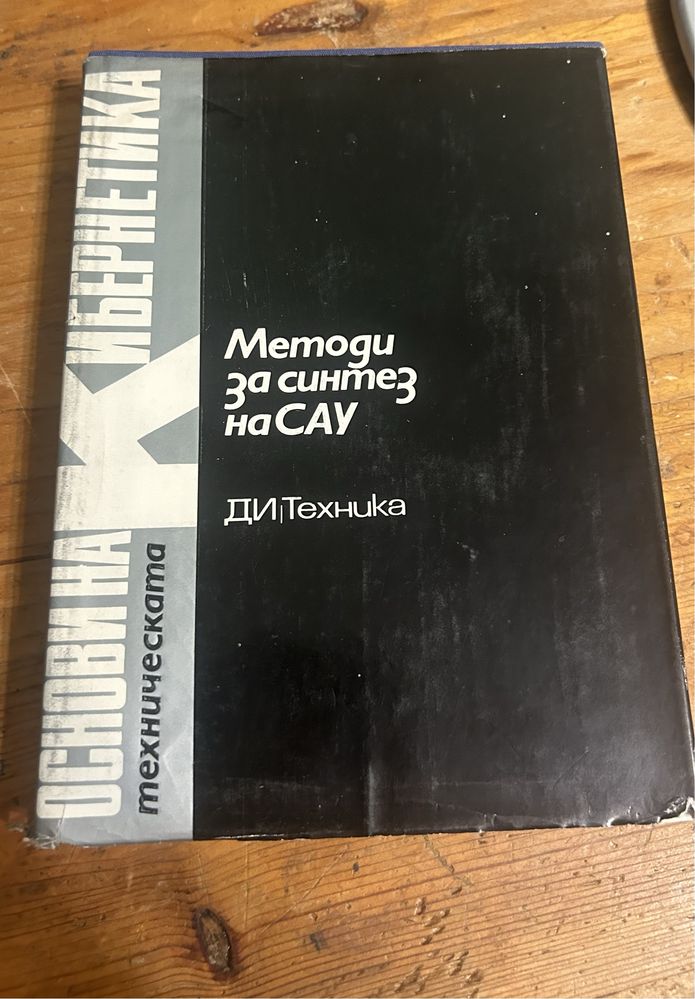 ОСНОВИ НА
техническата
КИБЕРНЕТИКА
Методи
за синтез
на САУ
ДИ|Техника